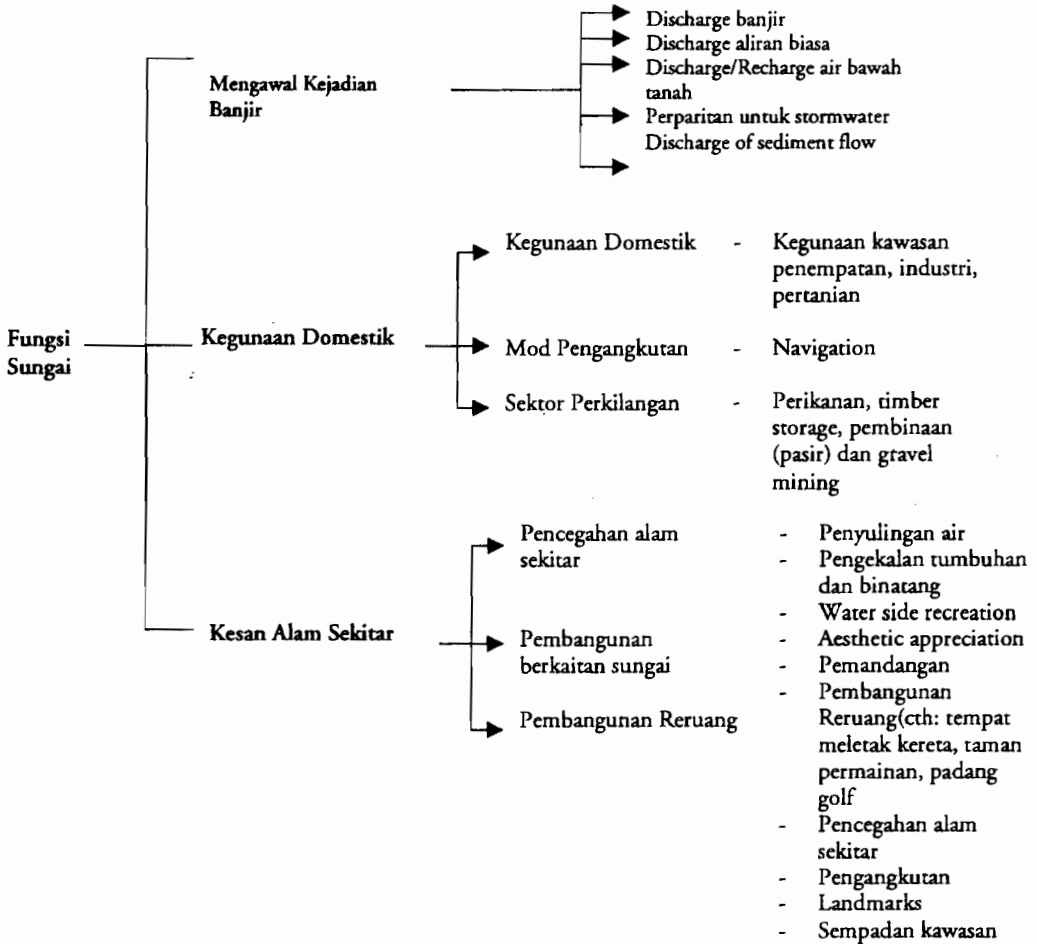 Discharge banjir
Discharge aliran biasa
Discharge/Recharge air bawah
tanah
Perparitan untuk stormwater
Discharge of sediment flow
Mengawal Kejadian
Banjir
Fungsi
Sungai
Kegunaan Domestik
Kegunaan Domestik - Kegunaan kawasan
penempatan, industri,
pertanian
Mod Pengangkutan - Navigation
Sektor Perkilangan - Perikanan, timber
storage, pembinaan
(pasir) dan gravel
mining
Kesan Alam Sekitar
Pencegahan alam
sekitar
Pembangunan
berkaitan sungai
Pembangunan Reruang
- Penyulingan air
- Pengekalan tumbuhan
dan binatang
- Water side recreation
- Aesthetic appreciation
- Pemandangan
- Pembangunan
Reruang(cth: tempat
meletak kereta, taman
permainan, padang
golf
- Pencegahan alam
sekitar
- Pengangkutan
- Landmarks
- Sempadan kawasan